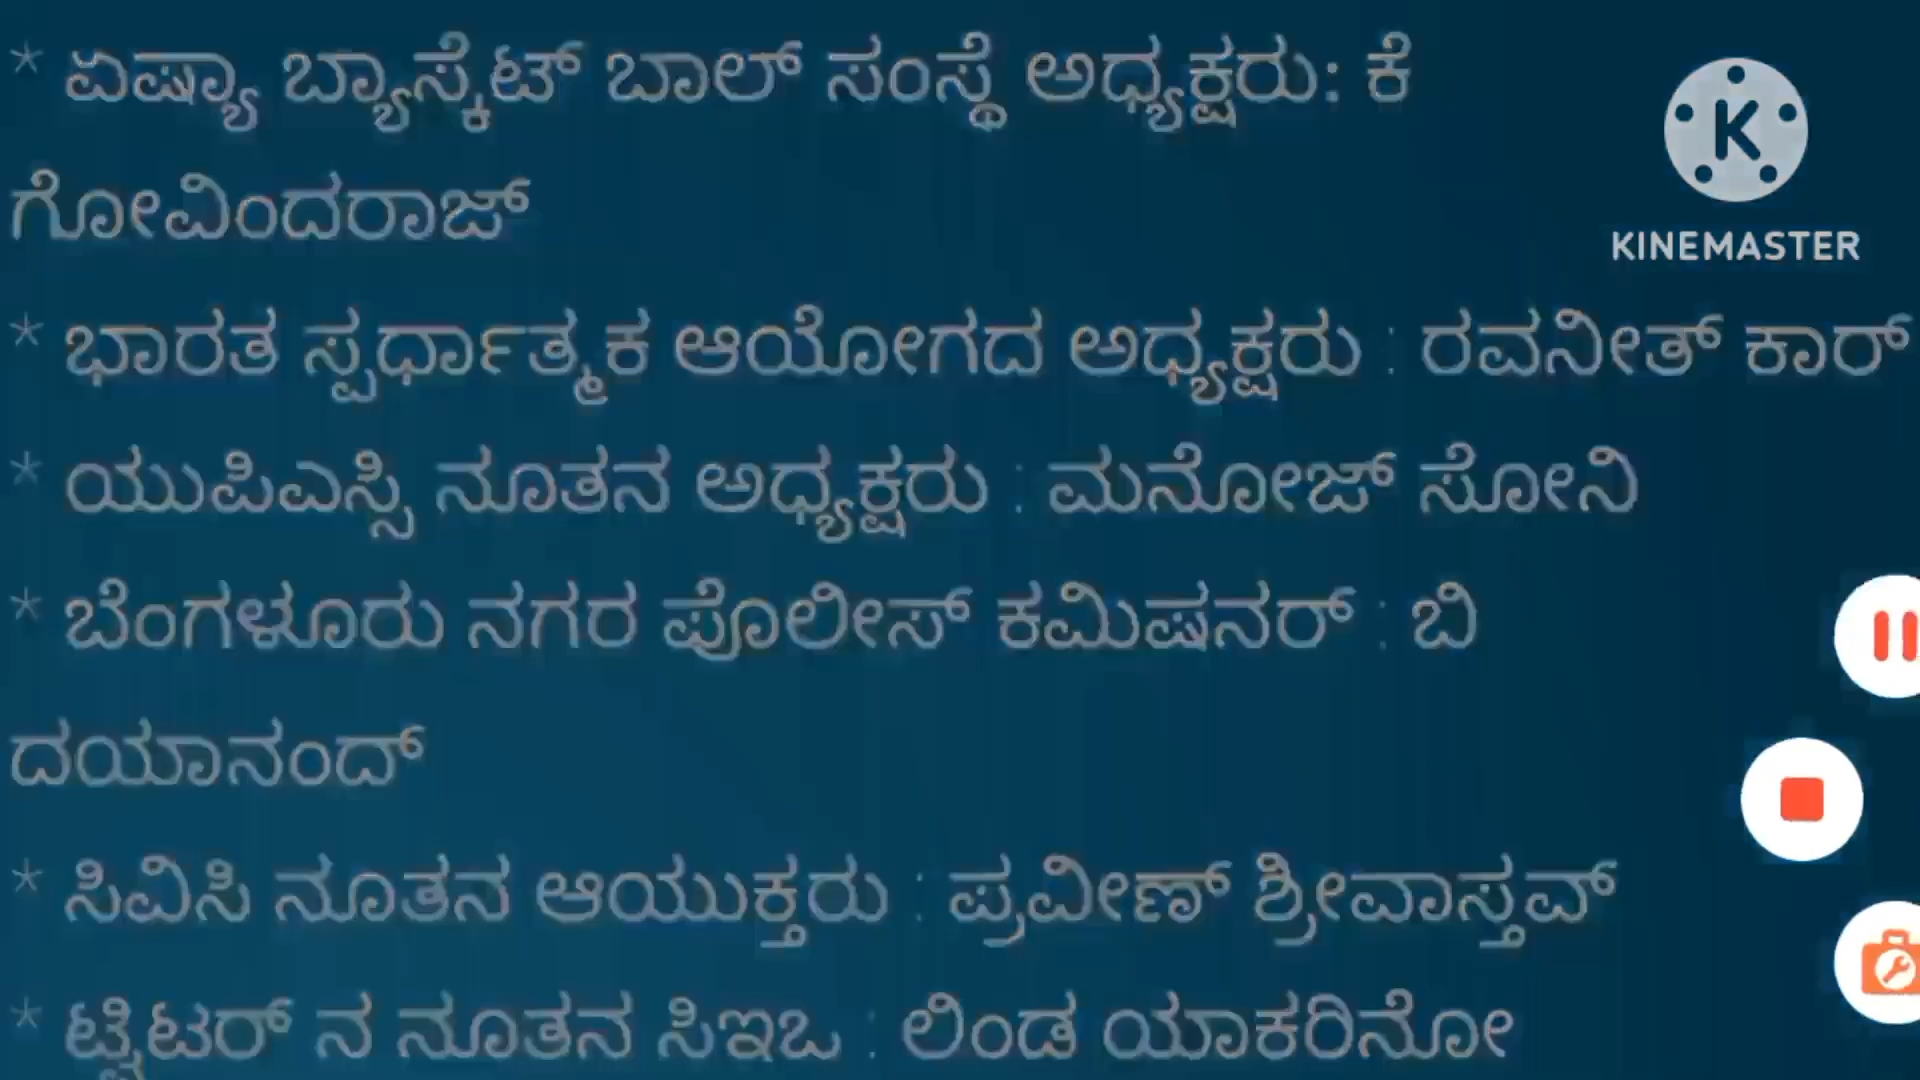 * ಏಷ್ಯಾ ಬ್ಯಾಸ್ಕೆಟ್ ಬಾಲ್ ಸಂಸ್ಥೆ ಅಧ್ಯಕ್ಷರು: ಕೆ
ಗೋವಿಂದರಾಜ್
KINEMASTER
* ಭಾರತ ಸ್ಪರ್ಧಾತ್ಮಕ ಆಯೋಗದ ಅಧ್ಯಕ್ಷರು : ರವನೀತ್ ಕಾರ್
* ಯುಪಿಎಸ್ಸಿ ನೂತನ ಅಧ್ಯಕ್ಷರು : ಮನೋಜ್ ಸೋನಿ
* ಬೆಂಗಳೂರು ನಗರ ಪೊಲೀಸ್ ಕಮಿಷನರ್ : ಬಿ
ದಯಾನಂದ್
* ಸಿವಿಸಿ ನೂತನ ಆಯುಕ್ತರು : ಪ್ರವೀಣ್ ಶ್ರೀವಾಸ್ತವ್
* ಟ್ವಿಟರ್ ನ ನೂತನ ಸಿಇಒ : ಲಿಂಡ ಯಾಕರಿನೋ